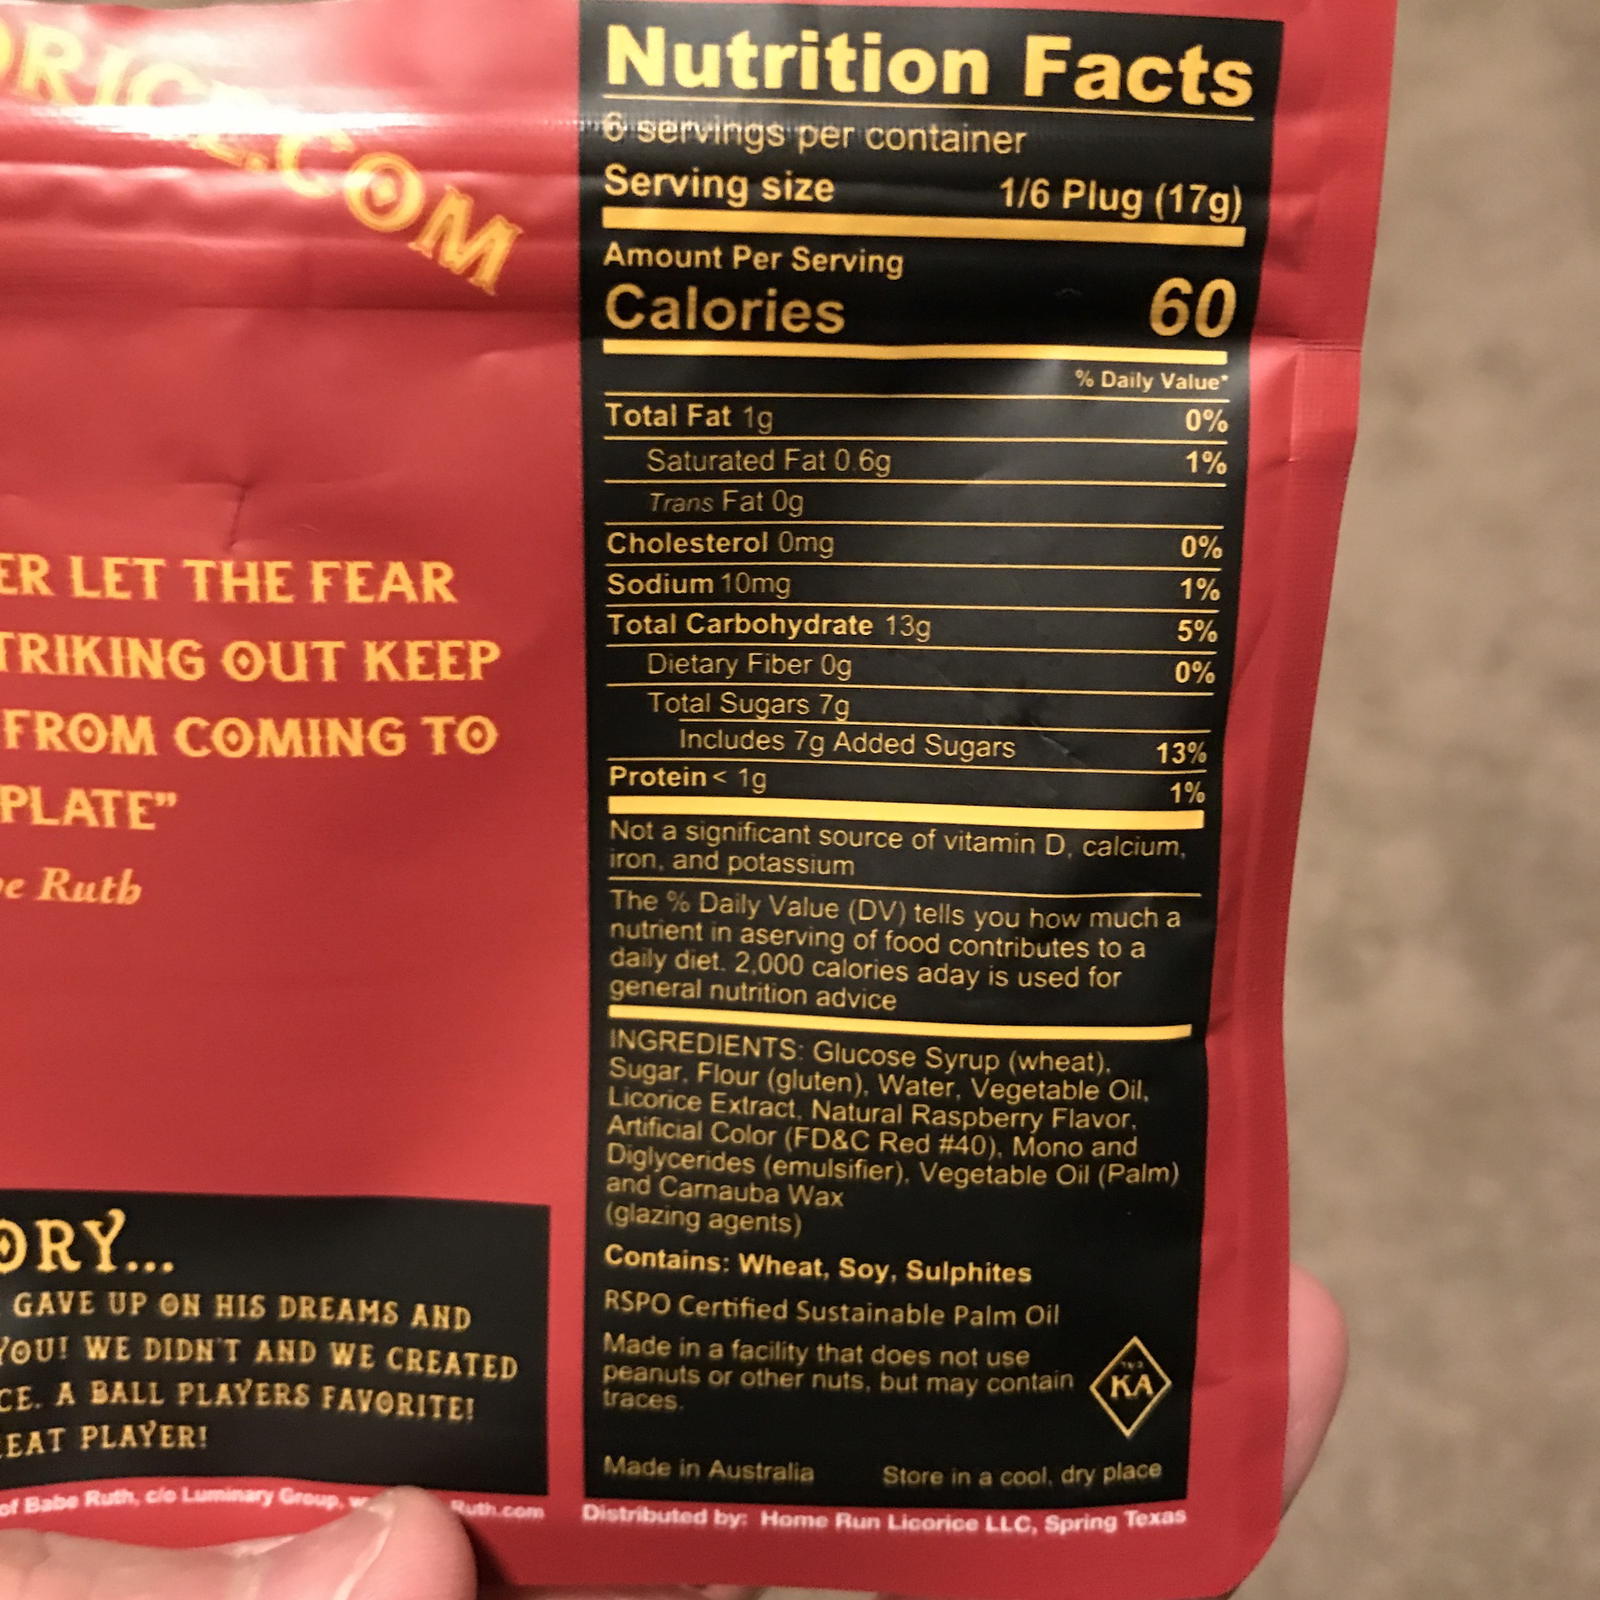 ORICE.COM
ER LET THE FEAR
TRIKING OUT KEEP
FROM COMING TO
PLATE”
be Ruth
ORY...
GAVE UP ON HIS DREAMS AND
YOU! WE DIDN'T AND WE CREATED
CE. A BALL PLAYERS FAVORITE!
EAT PLAYER!
of Babe Ruth, c/o Luminary Group, Ruth.com
Nutrition Facts
6 servings per container
Serving size 1/6 Plug (17g)
Amount Per Serving
Calories 60
% Daily Value*
Total Fat 1g 0%
Saturated Fat 0.6g 1%
Trans Fat 0g
Cholesterol 0mg 0%
Sodium 10mg 1%
Total Carbohydrate 13g 5%
Dietary Fiber 0g 0%
Total Sugars 7g
Includes 7g Added Sugars 13%
Protein < 1g 1%
Not a significant source of vitamin D, calcium,
iron, and potassium
The % Daily Value (DV) tells you how much a
nutrient in aserving of food contributes to a
daily diet. 2,000 calories aday is used for
general nutrition advice
INGREDIENTS: Glucose Syrup (wheat),
Sugar, Flour (gluten), Water, Vegetable Oil,
Licorice Extract, Natural Raspberry Flavor,
Artificial Color (FD&C Red #40), Mono and
Diglycerides (emulsifier), Vegetable Oil (Palm)
and Carnauba Wax
(glazing agents)
Contains: Wheat, Soy, Sulphites
RSPO Certified Sustainable Palm Oil
Made in a facility that does not use
peanuts or other nuts, but may contain
traces.
KA
Made in Australia Store in a cool, dry place
Distributed by: Home Run Licorice LLC, Spring Texas